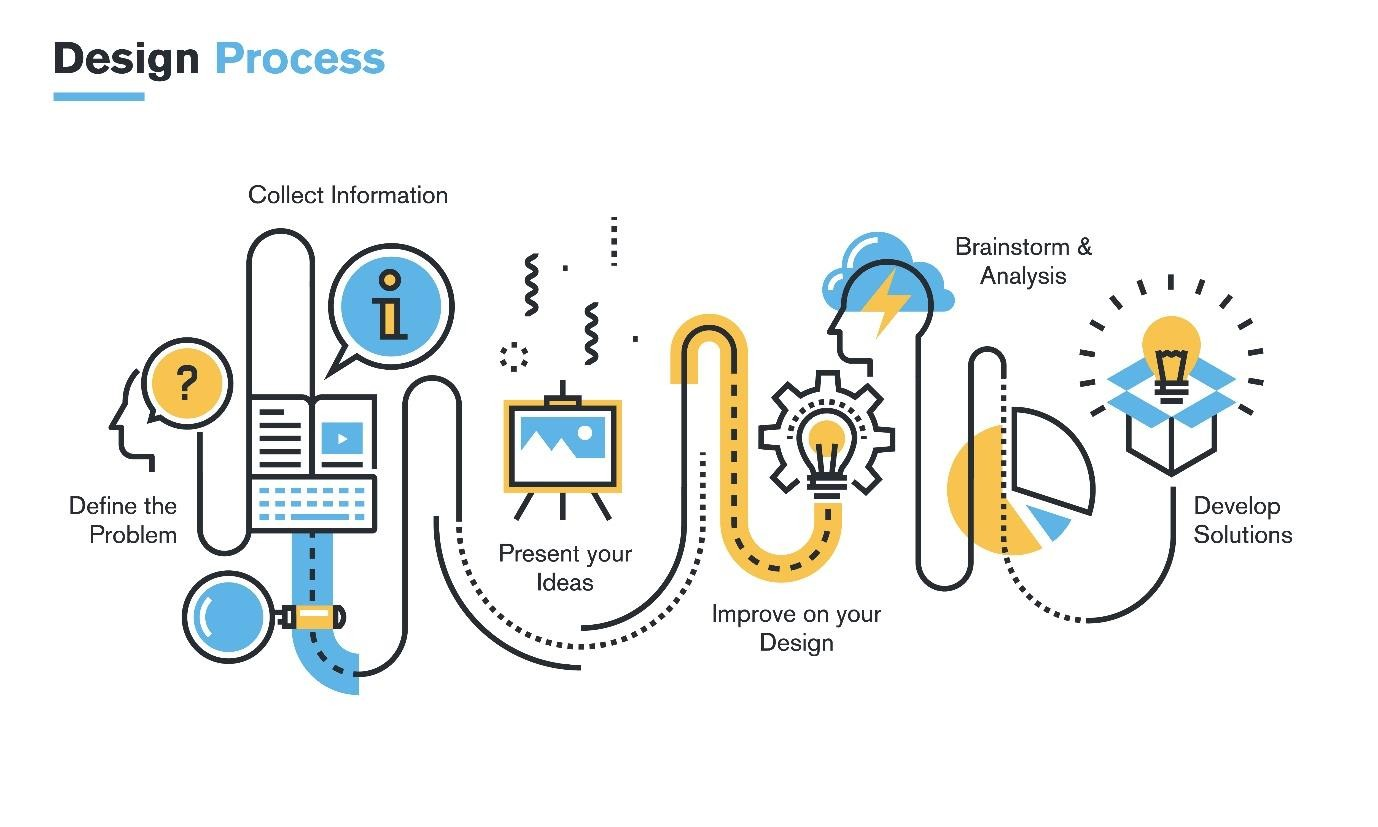 Design Process
Collect Information
Brainstorm &
Analysis
i
?
Define the
Problem
Develop
Solutions
Present your
Ideas
Improve on your
Design